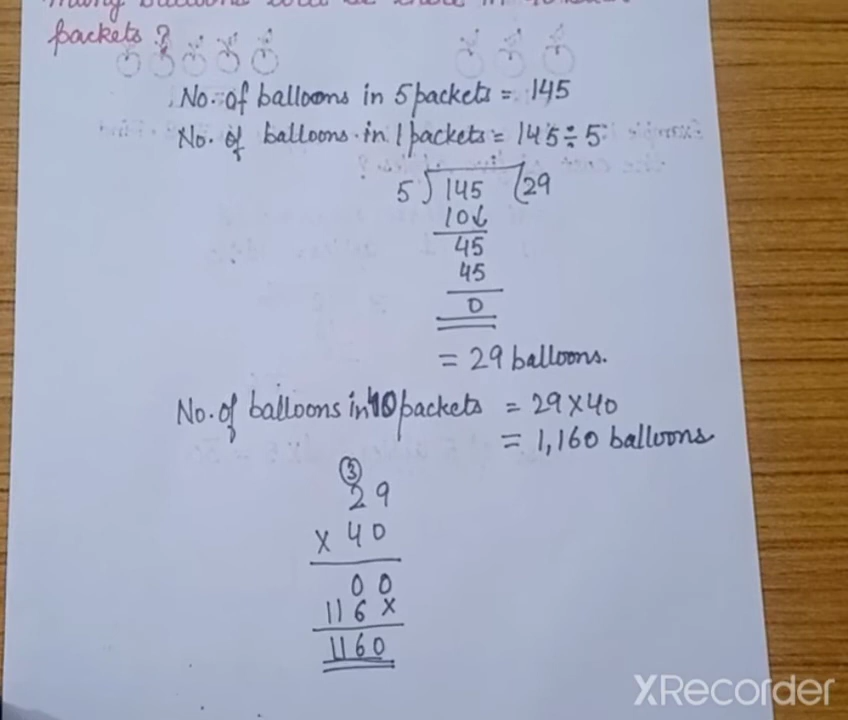 packets ?
No. of balloons in 5 packets = 145
No. of balloons in 1 packets = 145 ÷ 5
5 ) 145 ( 29
10↓
45
45
0
= 29 balloons.
No. of balloons in 40 packets = 29 × 40
= 1,160 balloons
3
29
× 40
00
116 ×
1160
XRecorder